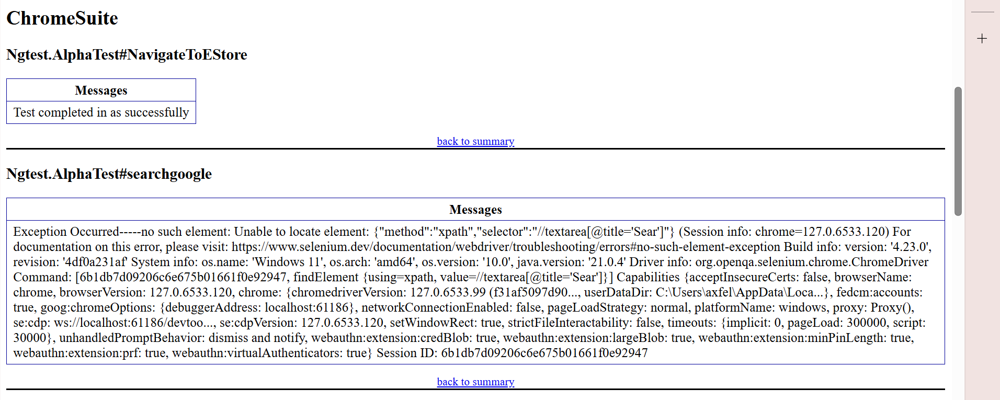 ChromeSuite
Ngtest.AlphaTest#NavigateToEStore
Messages
Test completed in as successfully
back to summary
Ngtest.AlphaTest#searchgoogle
Messages
Exception Occurred-----no such element: Unable to locate element: {"method":"xpath","selector":"//textarea[@title='Sear']"} (Session info: chrome=127.0.6533.120) For
documentation on this error, please visit: https://www.selenium.dev/documentation/webdriver/troubleshooting/errors#no-such-element-exception Build info: version: '4.23.0',
revision: '4df0a231af' System info: os.name: 'Windows 11', os.arch: 'amd64', os.version: '10.0', java.version: '21.0.4' Driver info: org.openqa.selenium.chrome.ChromeDriver
Command: [6b1db7d09206c6e675b01661f0e92947, findElement {using=xpath, value=//textarea[@title='Sear']}] Capabilities {acceptInsecureCerts: false, browserName:
chrome, browserVersion: 127.0.6533.120, chrome: {chromedriverVersion: 127.0.6533.99 (f31af5097d90..., userDataDir: C:\Users\axfel\AppData\Loca...}, fedcm:accounts:
true, goog:chromeOptions: {debuggerAddress: localhost:61186}, networkConnectionEnabled: false, pageLoadStrategy: normal, platformName: windows, proxy: Proxy(),
se:cdp: ws://localhost:61186/devtoo..., se:cdpVersion: 127.0.6533.120, setWindowRect: true, strictFileInteractability: false, timeouts: {implicit: 0, pageLoad: 300000, script:
30000}, unhandledPromptBehavior: dismiss and notify, webauthn:extension:credBlob: true, webauthn:extension:largeBlob: true, webauthn:extension:minPinLength: true,
webauthn:extension:prf: true, webauthn:virtualAuthenticators: true} Session ID: 6b1db7d09206c6e675b01661f0e92947
back to summary